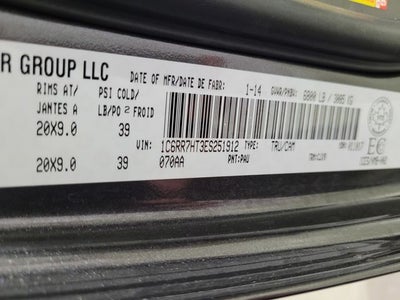 R GROUP LLC
DATE OF MFR/DATE DE FABR: 1-14 GVWR/PNBV: 6800 LB / 3085 KG
RIMS AT/ PSI COLD/
JANTES A LB/PO2 FROID
20X9.0 39
VIN: 1C6RR7HT3ES251912 TYPE: TRU/CAM
20X9.0 39 070AA PNT: PAU TRM:
EC